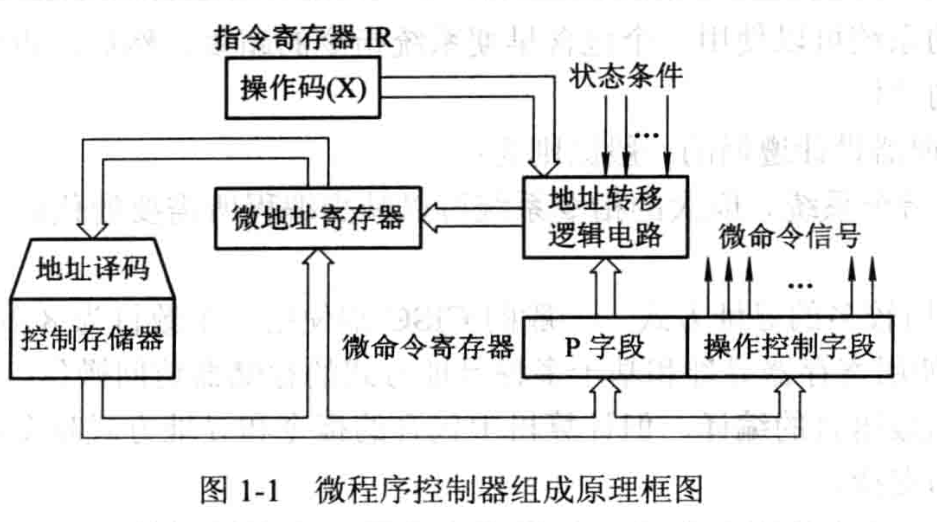 指令寄存器 IR
操作码(X)
状态条件
...
地址转移
逻辑电路
微地址寄存器
微命令信号
...
地址译码
控制存储器
微命令寄存器
P 字段
操作控制字段
图 1-1 微程序控制器组成原理框图